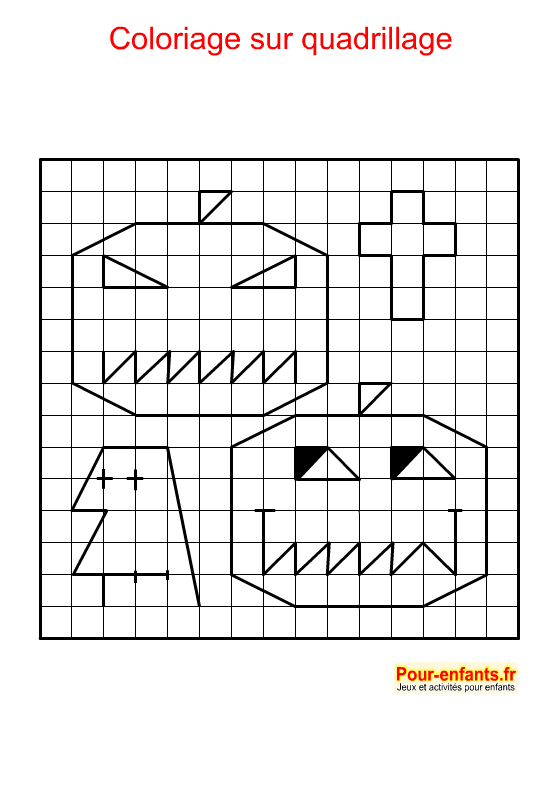 Coloriage sur quadrillage
Pour-enfants.fr
Jeux et activités pour enfants